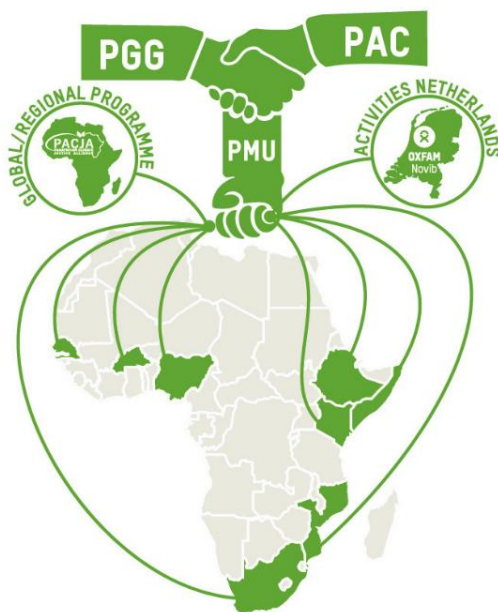 PGG
PAC
PMU
GLOBAL/REGIONAL PROGRAMME
PACJA
ACTIVITIES NETHERLANDS
OXFAM
Novib